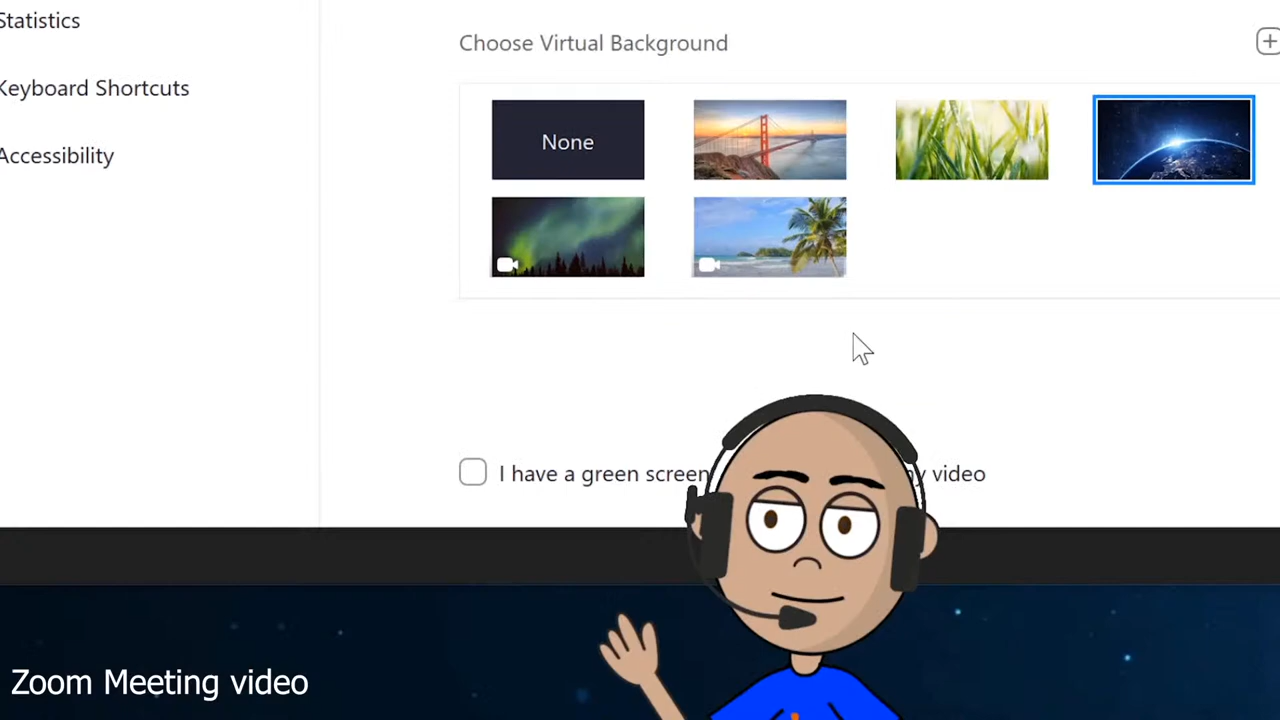 Statistics
Choose Virtual Background
Keyboard Shortcuts
None
Accessibility
I have a green screen video
Zoom Meeting video